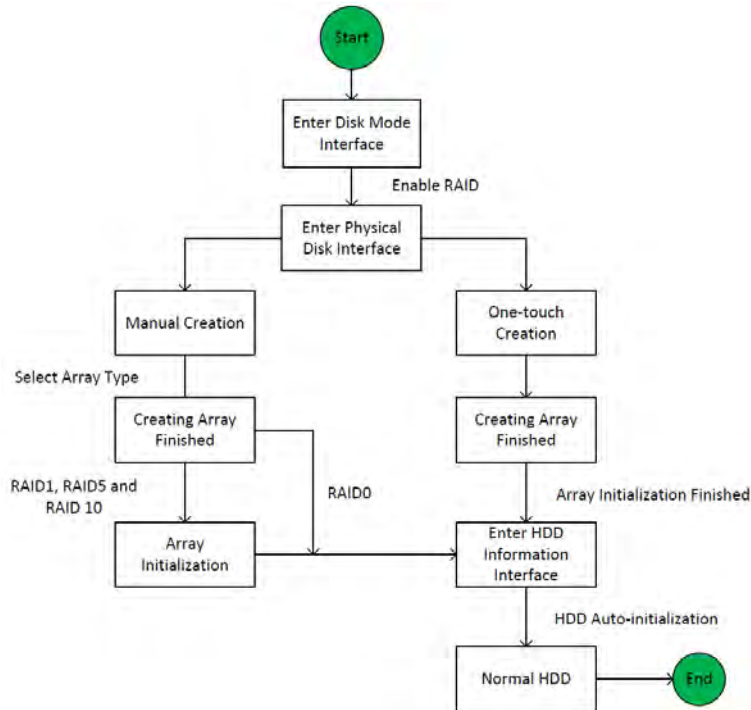 Start
Enter Disk Mode
Interface
Enable RAID
Enter Physical
Disk Interface
Manual Creation
One-touch
Creation
Select Array Type
Creating Array
Finished
Creating Array
Finished
RAID1, RAID5 and
RAID 10
RAID0
Array Initialization Finished
Array
Initialization
Enter HDD
Information
Interface
HDD Auto-initialization
Normal HDD
End